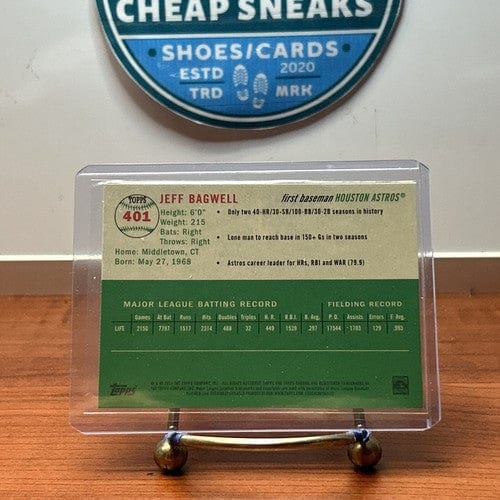 CHEAP SNEAKS
SHOES/CARDS
ESTD 2020
TRD MRK
TOPPS
401
JEFF BAGWELL
first baseman HOUSTON ASTROS®
Height: 6'0"
Weight: 215
Bats: Right
Throws: Right
Home: Middletown, CT
Born: May 27, 1968
• Only two 40-HR/30-SB/100-BB/30-2B seasons in history
• Lone man to reach base in 150+ Gs in two seasons
• Astros career leader for HRs, RBI and WAR (79.9)
MAJOR LEAGUE BATTING RECORD FIELDING RECORD
Games At Bat Runs Hits Doubles Triples H.R. R.B.I. B. Avg. P.O. Assists Errors F. Avg.
LIFE 2150 7797 1517 2314 488 32 449 1529 .297 17544 1703 129 .993
Topps